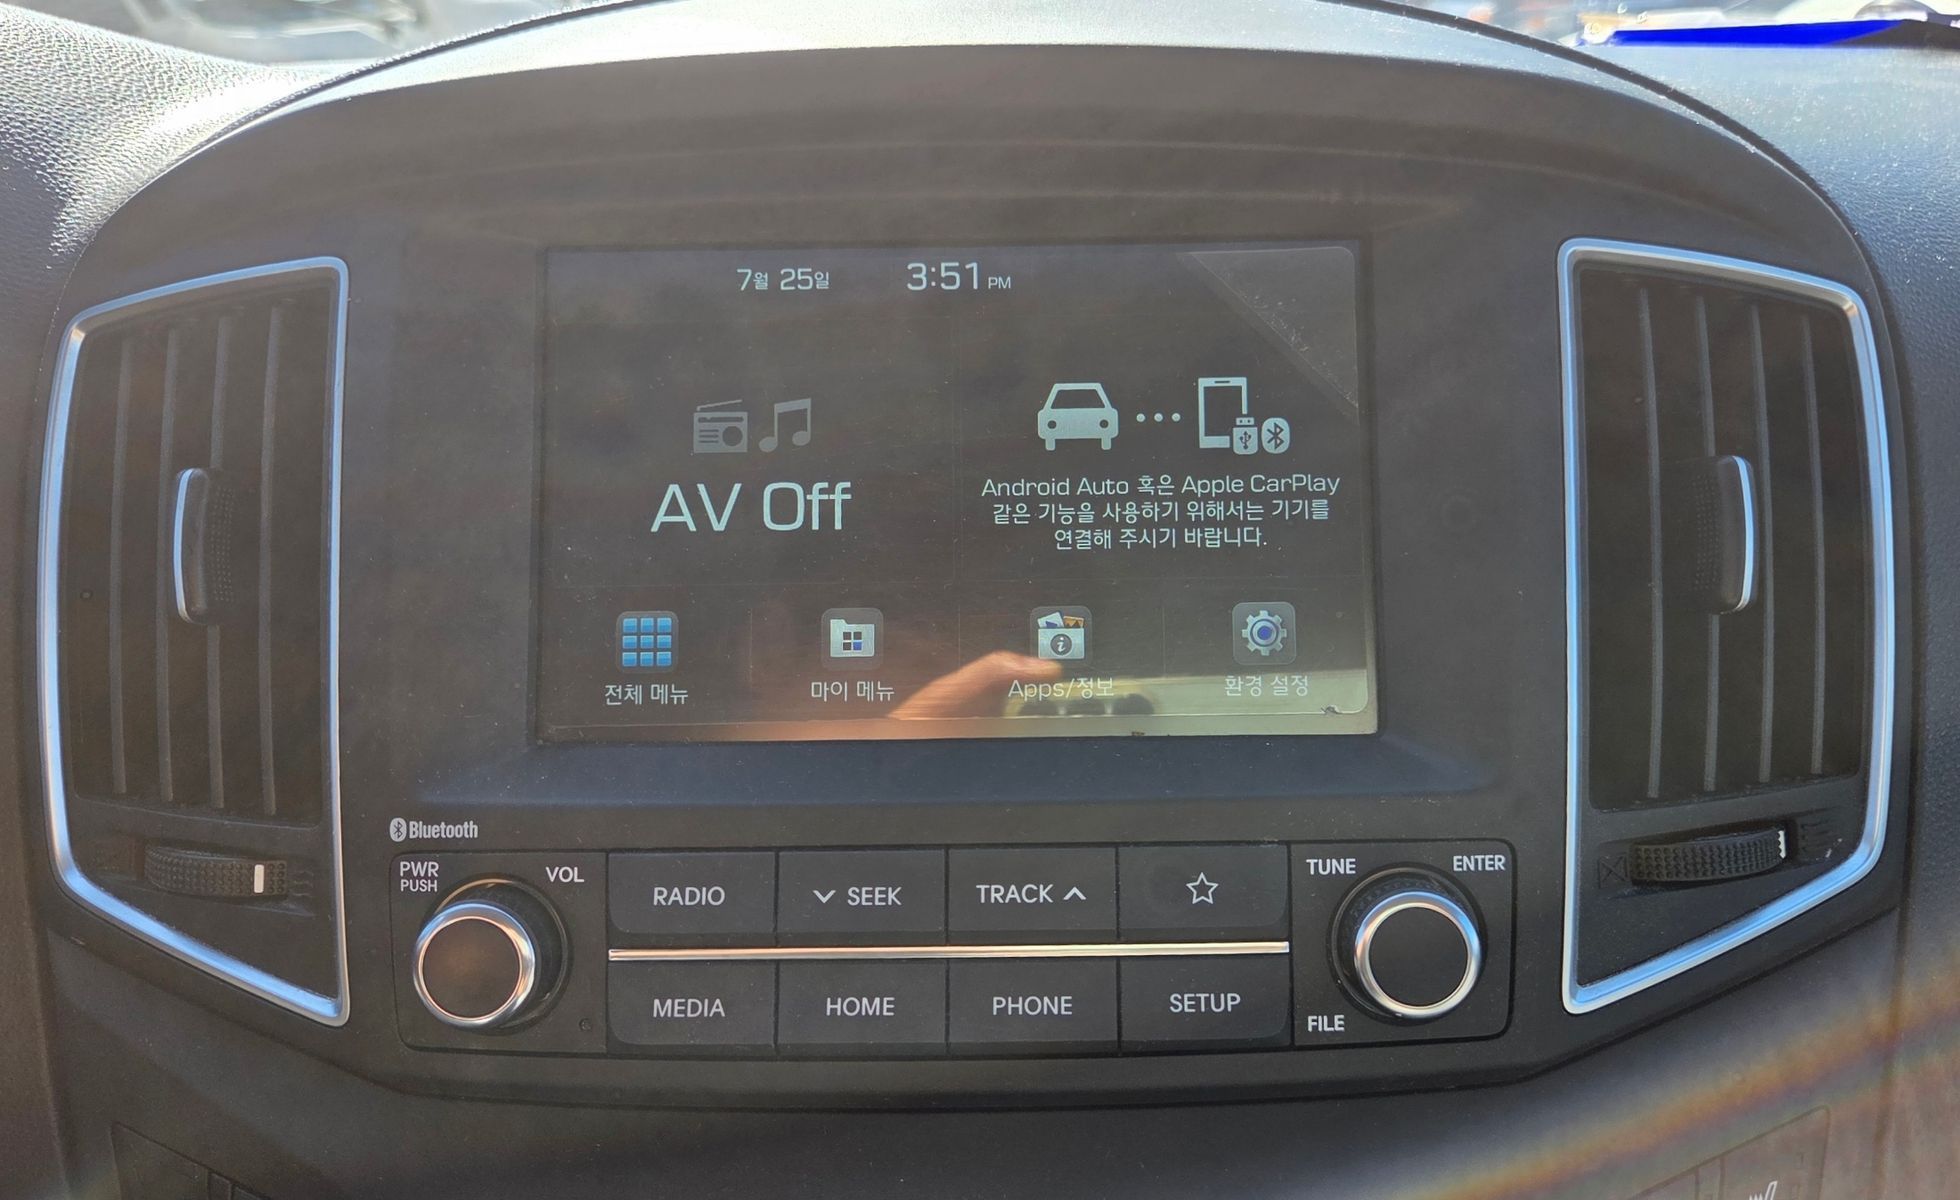 7월 25일 3:51 PM
AV Off
Android Auto 혹은 Apple CarPlay
같은 기능을 사용하기 위해서는 기기를
연결해 주시기 바랍니다.
전체 메뉴 마이 메뉴 Apps/정보 환경 설정
Bluetooth
PWR
PUSH
VOL
RADIO SEEK TRACK
TUNE ENTER
MEDIA HOME PHONE SETUP
FILE